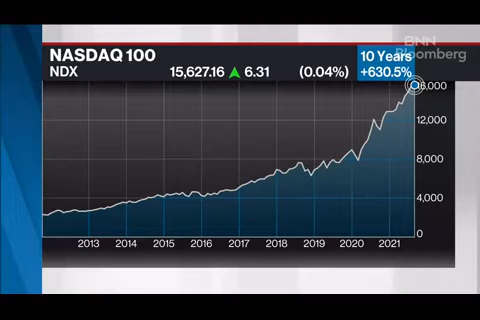 BNN
Bloomberg
NASDAQ 100
NDX 15,627.16 ▲ 6.31 (0.04%)
10 Years
+630.5%
16,000
12,000
8,000
4,000
0
2013 2014 2015 2016 2017 2018 2019 2020 2021